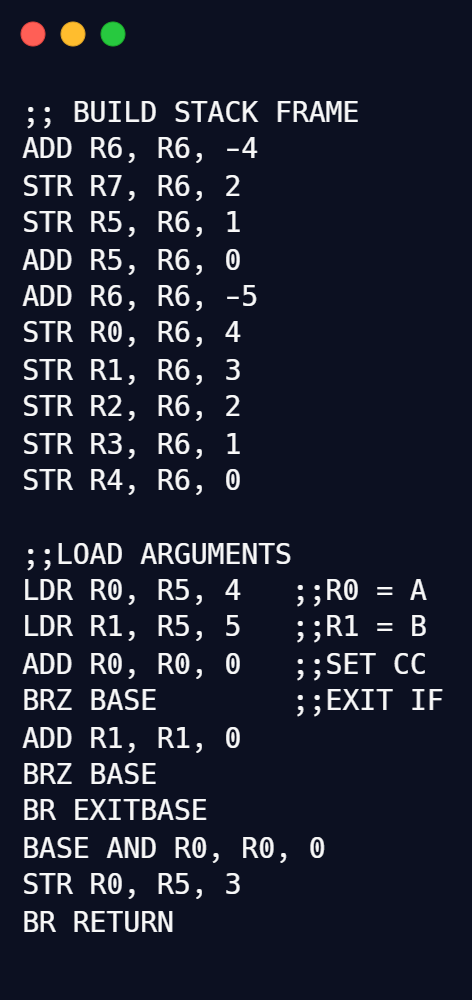 ;; BUILD STACK FRAME
ADD R6, R6, -4
STR R7, R6, 2
STR R5, R6, 1
ADD R5, R6, 0
ADD R6, R6, -5
STR R0, R6, 4
STR R1, R6, 3
STR R2, R6, 2
STR R3, R6, 1
STR R4, R6, 0

;;LOAD ARGUMENTS
LDR R0, R5, 4   ;;R0 = A
LDR R1, R5, 5   ;;R1 = B
ADD R0, R0, 0   ;;SET CC
BRZ BASE        ;;EXIT IF
ADD R1, R1, 0
BRZ BASE
BR EXITBASE
BASE AND R0, R0, 0
STR R0, R5, 3
BR RETURN